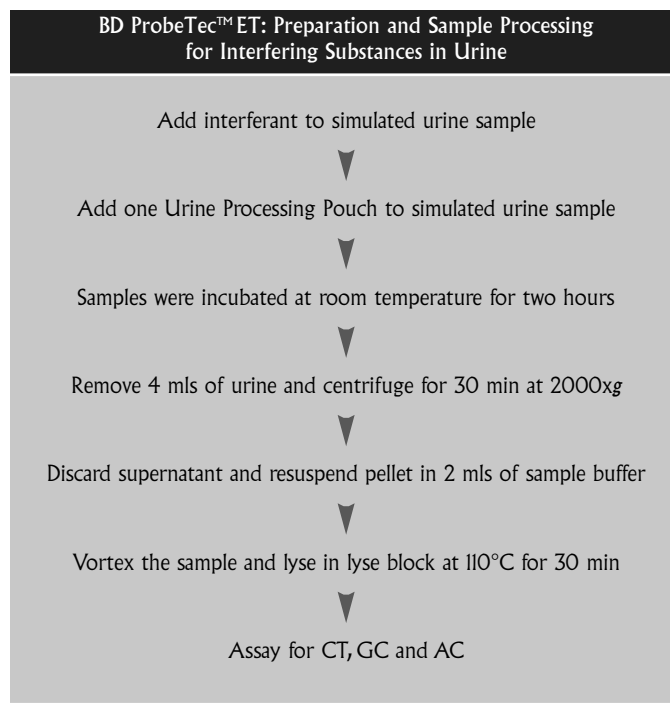 BD ProbeTec™ ET: Preparation and Sample Processing
for Interfering Substances in Urine
Add interferant to simulated urine sample
Add one Urine Processing Pouch to simulated urine sample
Samples were incubated at room temperature for two hours
Remove 4 mls of urine and centrifuge for 30 min at 2000xg
Discard supernatant and resuspend pellet in 2 mls of sample buffer
Vortex the sample and lyse in lyse block at 110°C for 30 min
Assay for CT, GC and AC